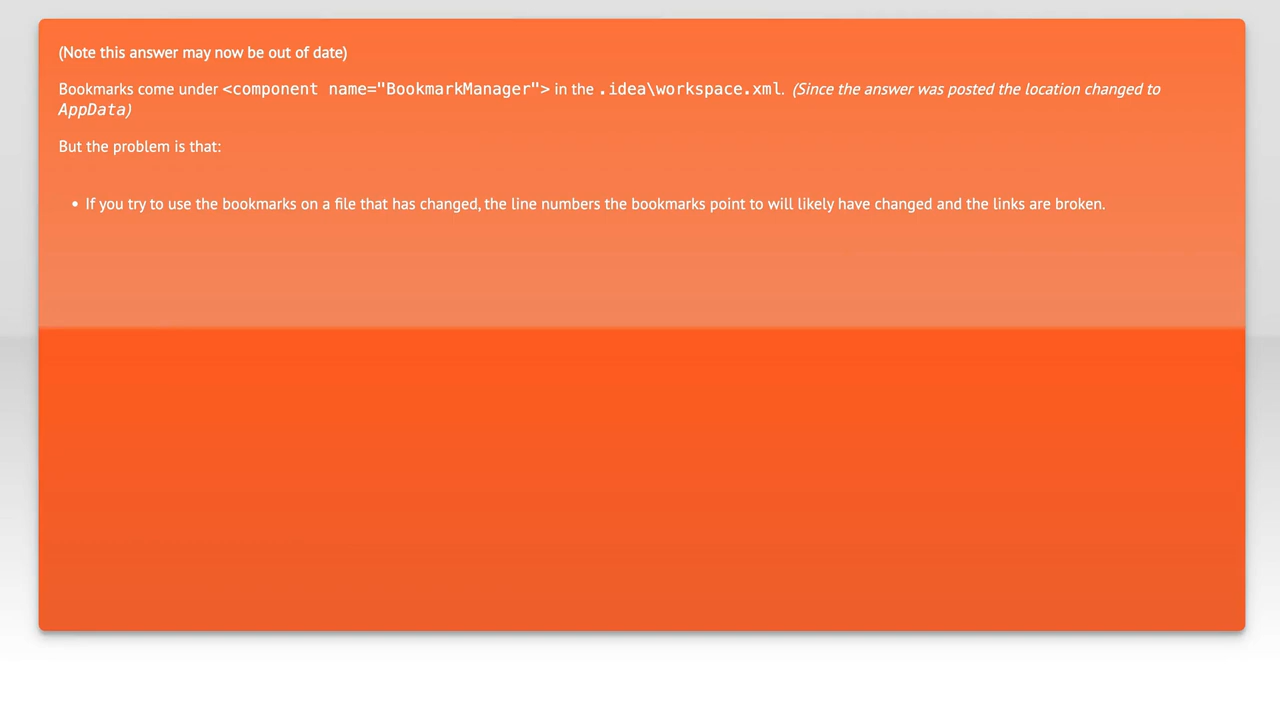 (Note this answer may now be out of date)
Bookmarks come under <component name="BookmarkManager"> in the .idea\workspace.xml. (Since the answer was posted the location changed to
AppData)
But the problem is that:
• If you try to use the bookmarks on a file that has changed, the line numbers the bookmarks point to will likely have changed and the links are broken.